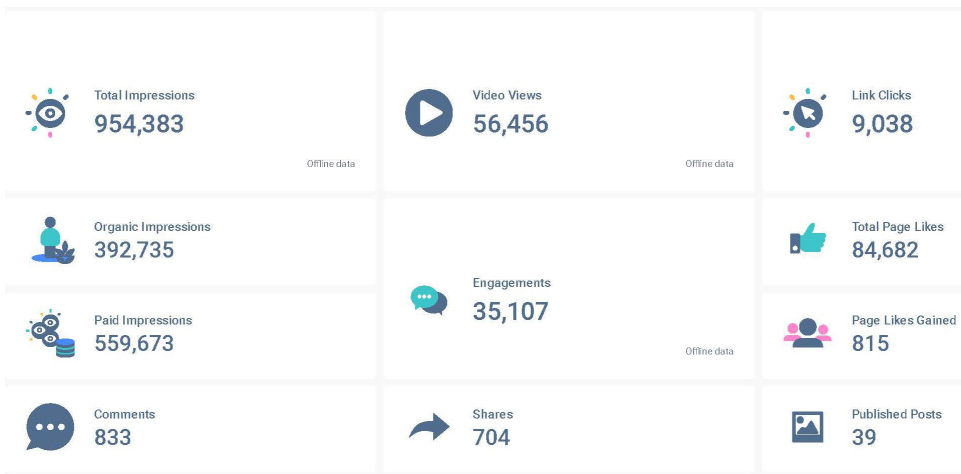 Total Impressions
954,383
Offline data
Video Views
56,456
Offline data
Link Clicks
9,038
Organic Impressions
392,735
Engagements
35,107
Offline data
Total Page Likes
84,682
Paid Impressions
559,673
Page Likes Gained
815
Comments
833
Shares
704
Published Posts
39